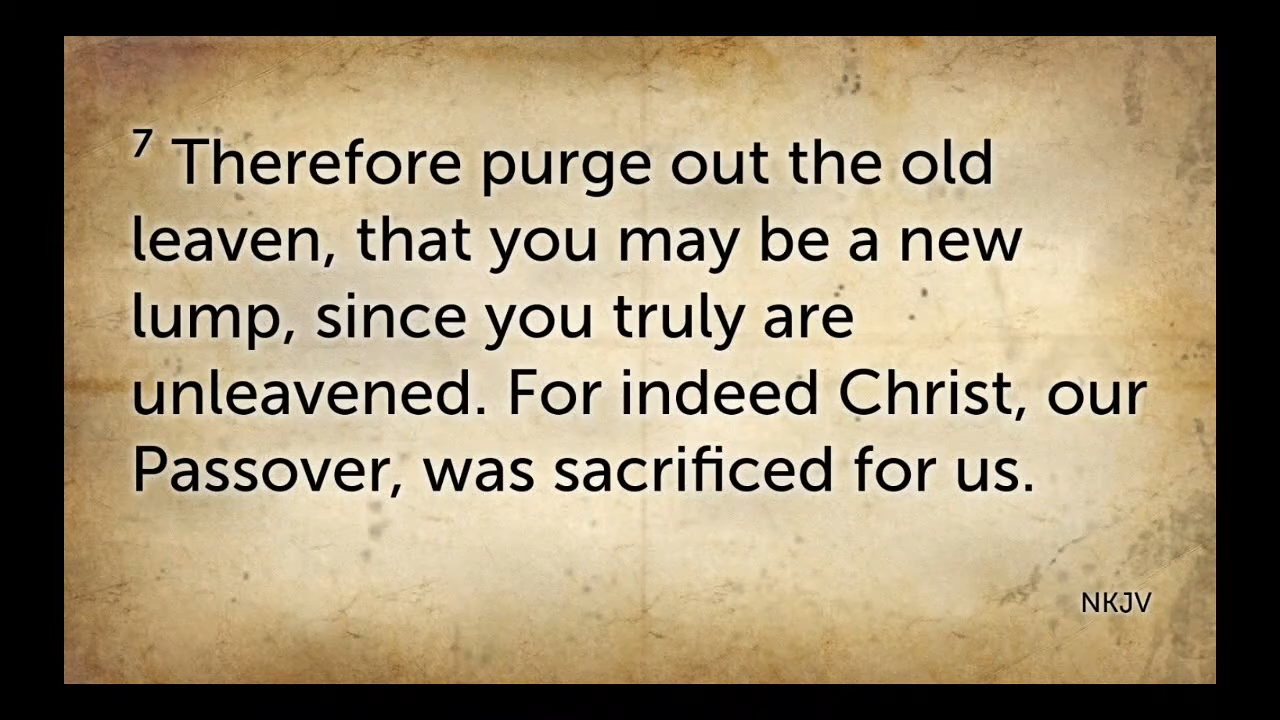 ⁷ Therefore purge out the old
leaven, that you may be a new
lump, since you truly are
unleavened. For indeed Christ, our
Passover, was sacrificed for us.
NKJV